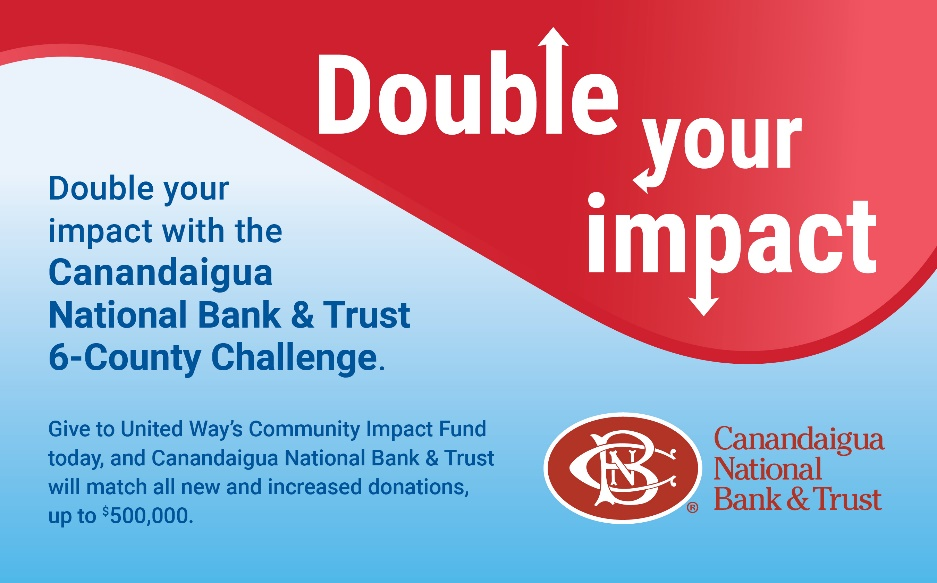 Double
your
impact
Double your
impact with the
Canandaigua
National Bank & Trust
6-County Challenge.
Give to United Way's Community Impact Fund
today, and Canandaigua National Bank & Trust
will match all new and increased donations,
up to $500,000.
CNB
®
Canandaigua
National
Bank & Trust